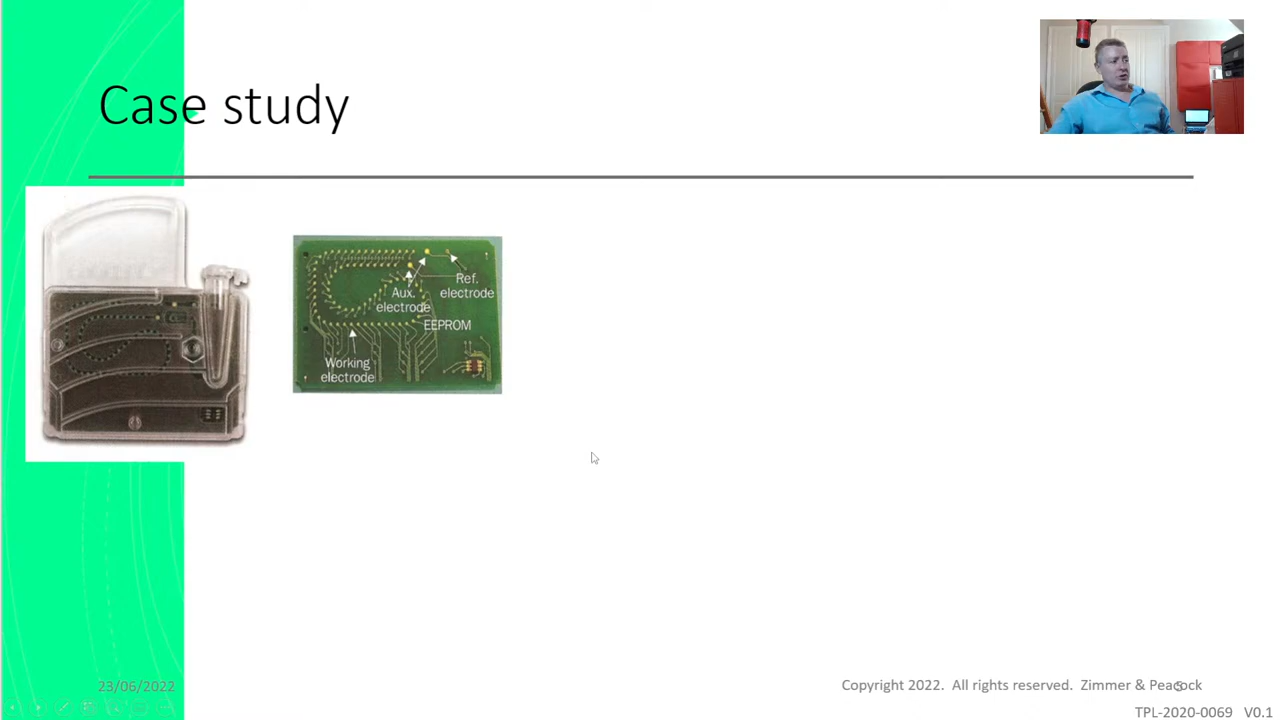 Case study
Aux.
electrode
Ref.
electrode
EEPROM
Working
electrode
23/06/2022
Copyright 2022. All rights reserved. Zimmer & Peacock
5
TPL-2020-0069 V0.1